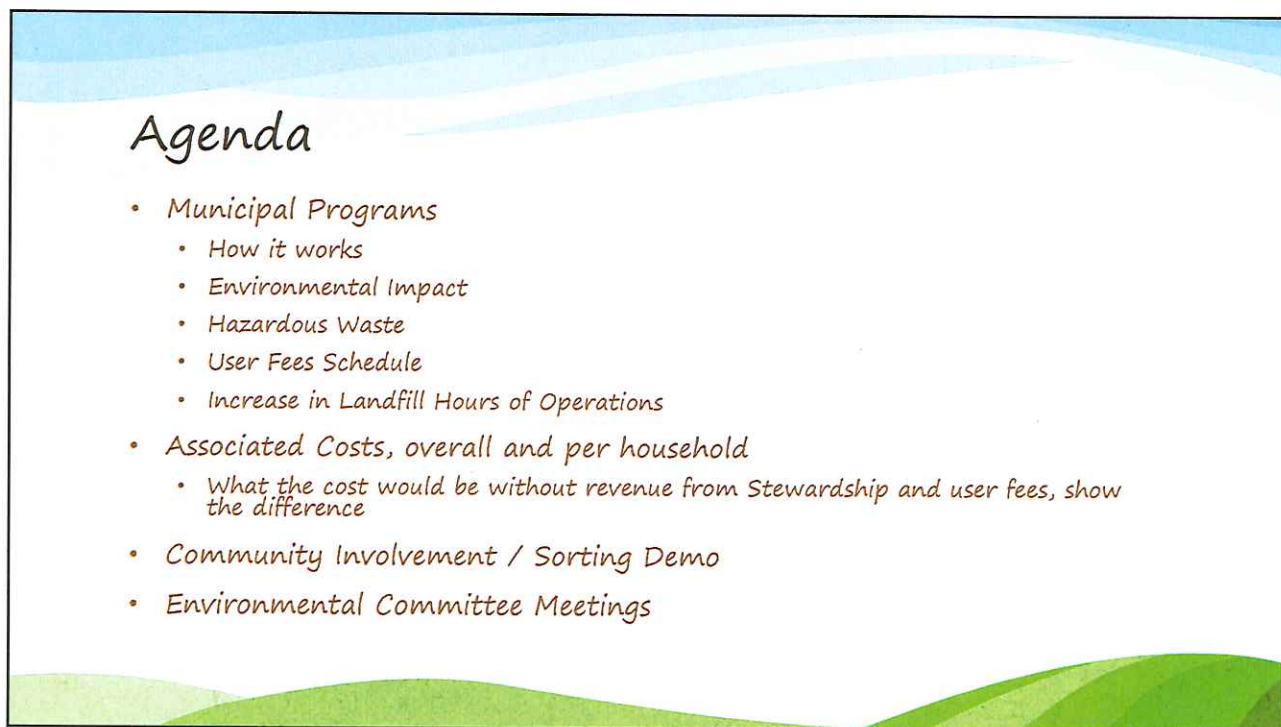 Agenda
• Municipal Programs
• How it works
• Environmental Impact
• Hazardous Waste
• User Fees Schedule
• Increase in Landfill Hours of Operations
• Associated Costs, overall and per household
• What the cost would be without revenue from Stewardship and user fees, show
the difference
• Community Involvement / Sorting Demo
• Environmental Committee Meetings